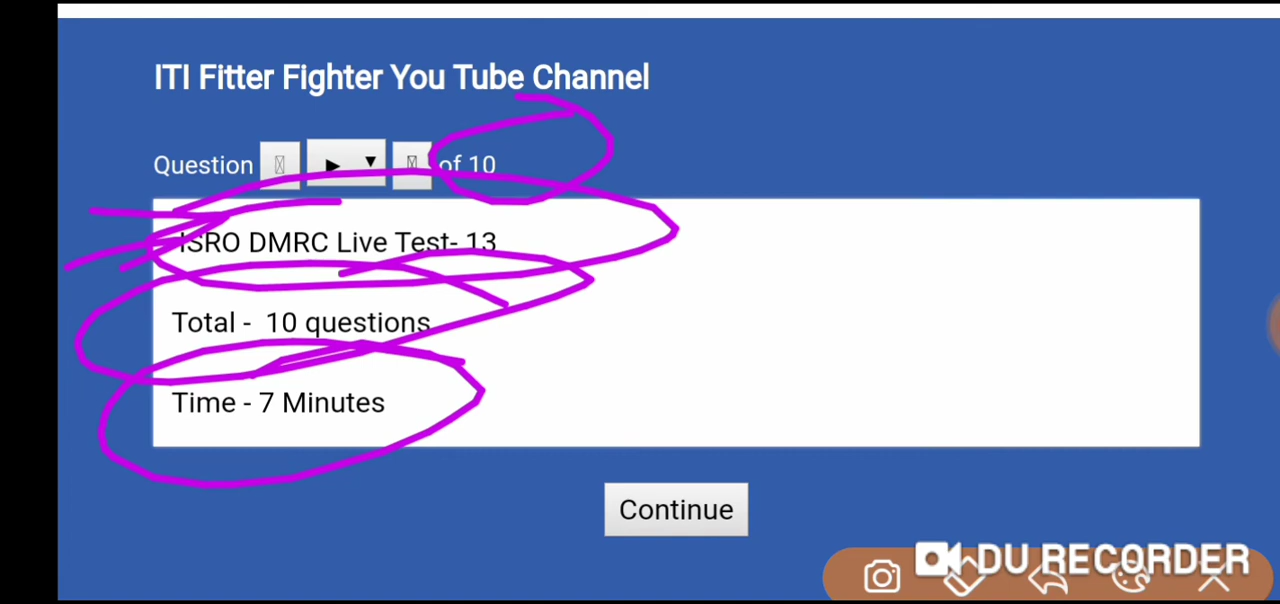 ITI Fitter Fighter You Tube Channel
Question of 10
ISRO DMRC Live Test- 13
Total - 10 questions
Time - 7 Minutes
Continue
DU RECORDER